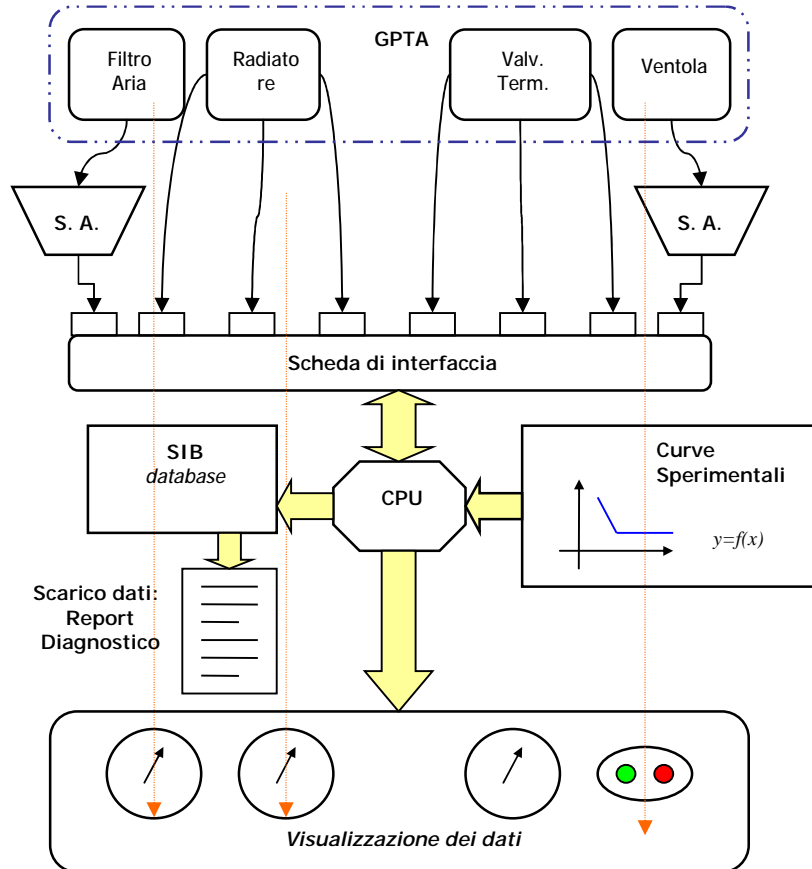 GPTA
Filtro
Aria
Radiato
re
Valv.
Term.
Ventola
S. A.
S. A.
Scheda di interfaccia
SIB
database
CPU
Curve
Sperimentali
y=f(x)
Scarico dati:
Report
Diagnostico
Visualizzazione dei dati